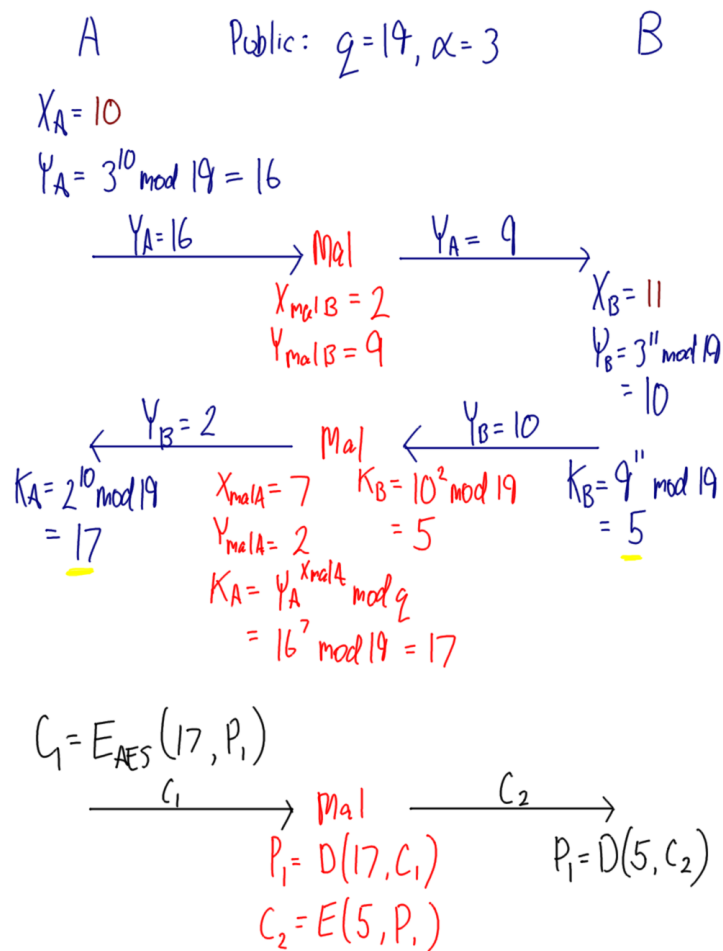 A Public: q=19, α=3 B
X_A = 10
Y_A = 3^10 mod 19 = 16
Y_A=16 Mal Y_A = 9
X_malB = 2
Y_malB = 9
X_B = 11
Y_B = 3^11 mod 19
= 10
Y_B = 2 Mal Y_B = 10
K_A = 2^10 mod 19
= 17
X_malA = 7
Y_malA = 2
K_B = 10^2 mod 19
= 5
K_B = 9^11 mod 19
= 5
K_A = Y_A^XmalA mod q
= 16^7 mod 19 = 17
C_1 = E_AES(17, P_1)
C_1 Mal C_2
P_1 = D(17, C_1)
C_2 = E(5, P_1)
P_1 = D(5, C_2)